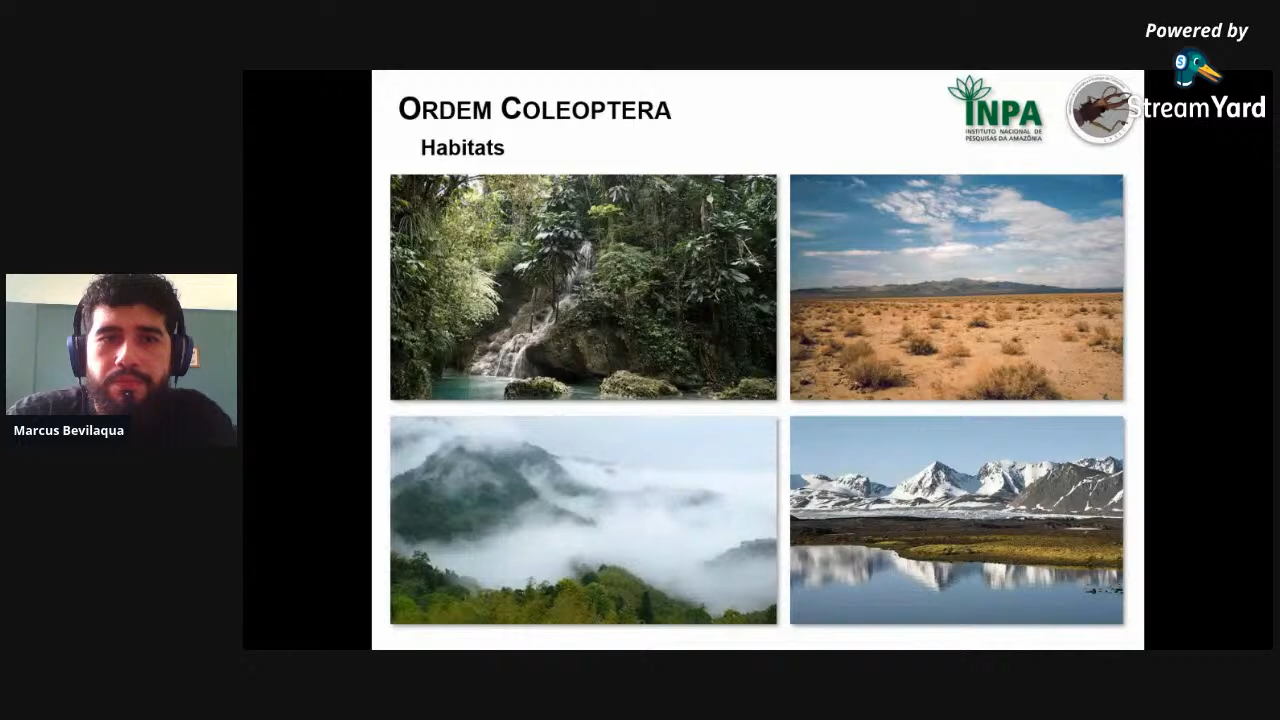 Powered by
StreamYard
ORDEM COLEOPTERA
Habitats
INPA
INSTITUTO NACIONAL DE
PESQUISAS DA AMAZÔNIA
Marcus Bevilaqua